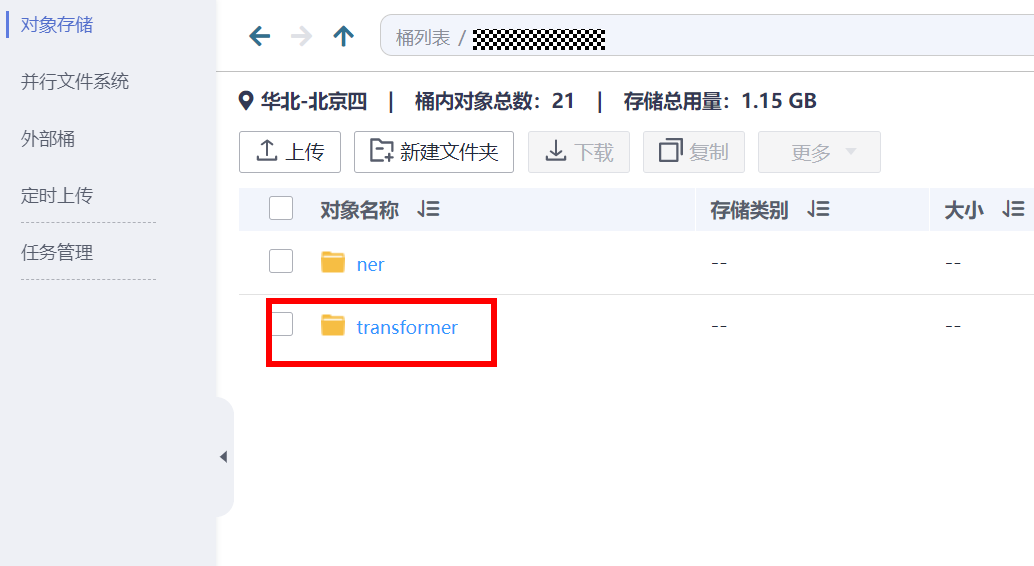 对象存储
并行文件系统
外部桶
定时上传
任务管理
桶列表 /
华北-北京四 | 桶内对象总数：21 | 存储总用量：1.15 GB
上传 新建文件夹 下载 复制 更多
对象名称 存储类别 大小
ner -- --
transformer -- --